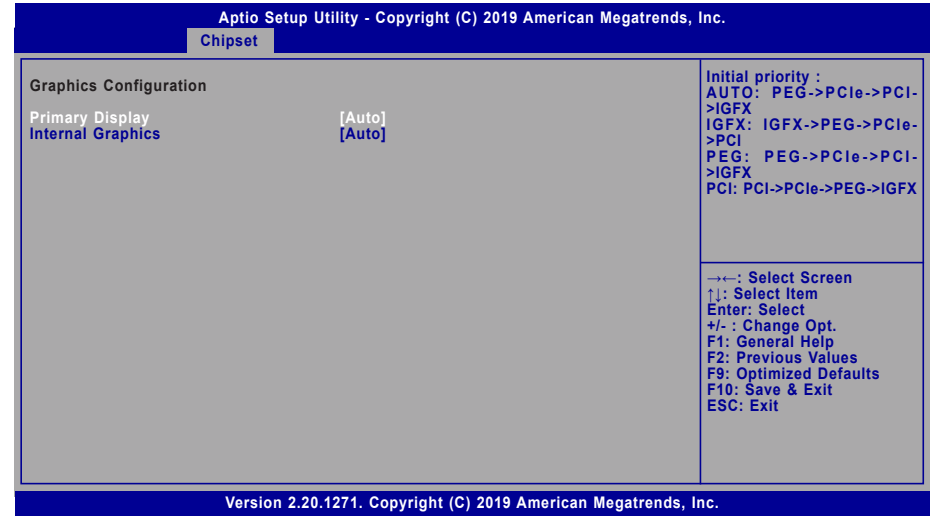 Aptio Setup Utility - Copyright (C) 2019 American Megatrends, Inc.
Chipset
Graphics Configuration
Primary Display [Auto]
Internal Graphics [Auto]
Initial priority :
AUTO: PEG->PCIe->PCI-
>IGFX
IGFX: IGFX->PEG->PCIe-
>PCI
PEG: PEG->PCIe->PCI-
>IGFX
PCI: PCI->PCIe->PEG->IGFX
→←: Select Screen
↑↓: Select Item
Enter: Select
+/- : Change Opt.
F1: General Help
F2: Previous Values
F9: Optimized Defaults
F10: Save & Exit
ESC: Exit
Version 2.20.1271. Copyright (C) 2019 American Megatrends, Inc.